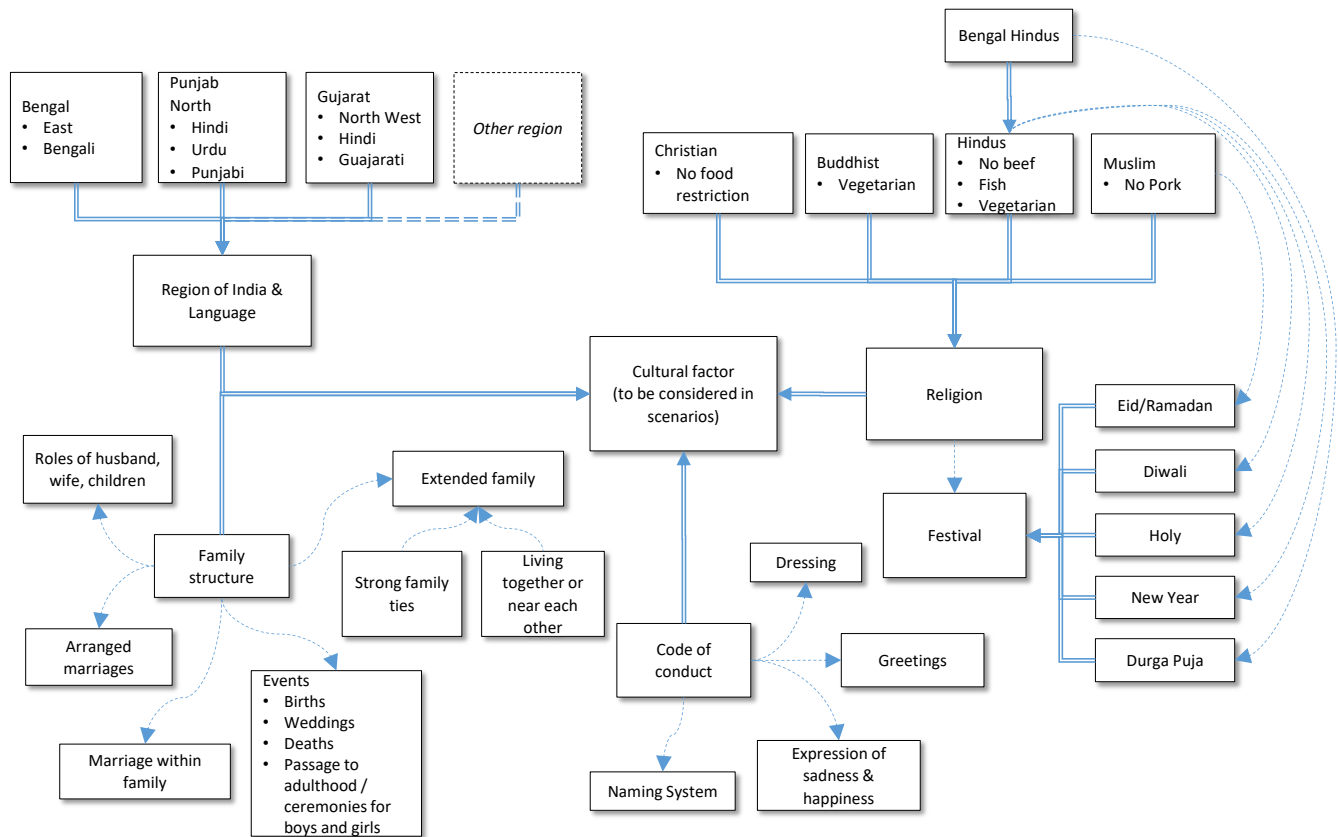 Bengal Hindus
Bengal
• East
• Bengali
Punjab
North
• Hindi
• Urdu
• Punjabi
Gujarat
• North West
• Hindi
• Guajarati
Other region
Christian
• No food
restriction
Buddhist
• Vegetarian
Hindus
• No beef
• Fish
• Vegetarian
Muslim
• No Pork
Region of India &
Language
Cultural factor
(to be considered in
scenarios)
Religion
Eid/Ramadan
Diwali
Holy
New Year
Durga Puja
Festival
Roles of husband,
wife, children
Extended family
Family
structure
Strong family
ties
Living
together or
near each
other
Arranged
marriages
Marriage within
family
Events
• Births
• Weddings
• Deaths
• Passage to
adulthood /
ceremonies for
boys and girls
Dressing
Code of
conduct
Greetings
Naming System
Expression of
sadness &
happiness